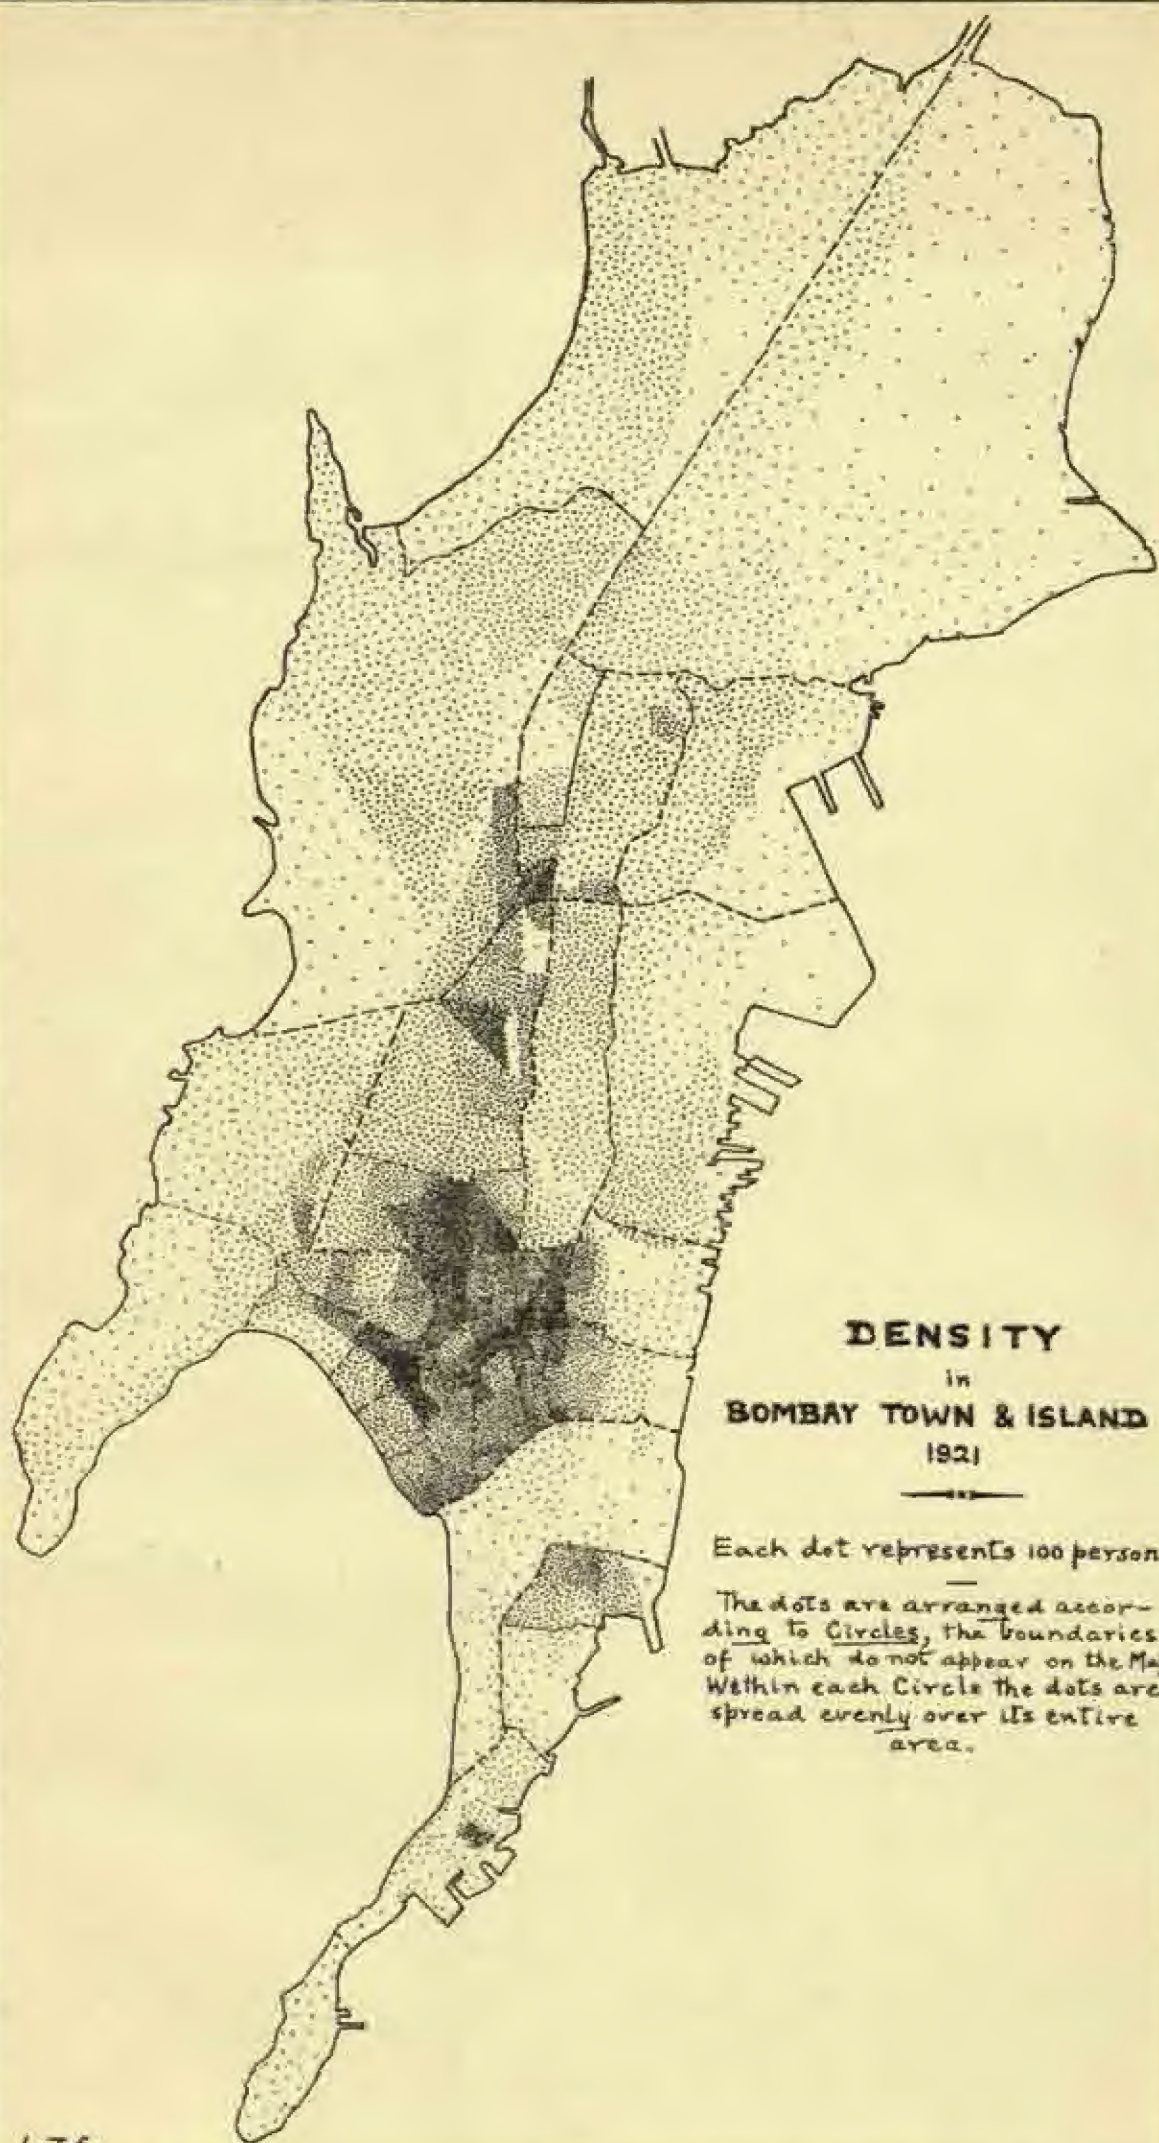 DENSITY
in
BOMBAY TOWN & ISLAND
1921
Each dot represents 100 person
The dots are arranged accor-
ding to Circles, the boundaries
of which do not appear on the Ma
Within each Circle the dots are
spread evenly over its entire
area.